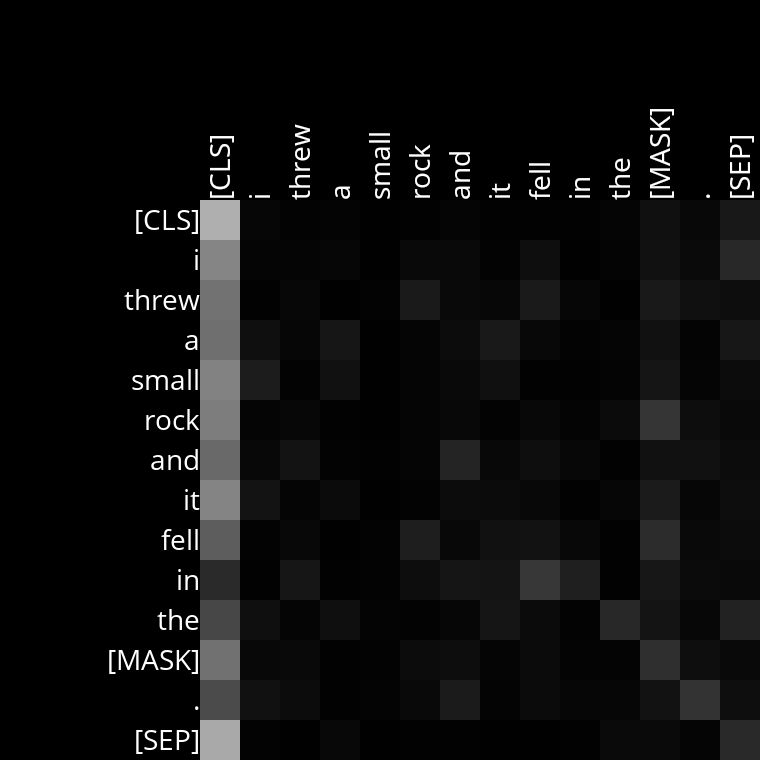 [CLS] i threw a small rock and it fell in the [MASK] . [SEP]
[CLS]
i
threw
a
small
rock
and
it
fell
in
the
[MASK]
.
[SEP]